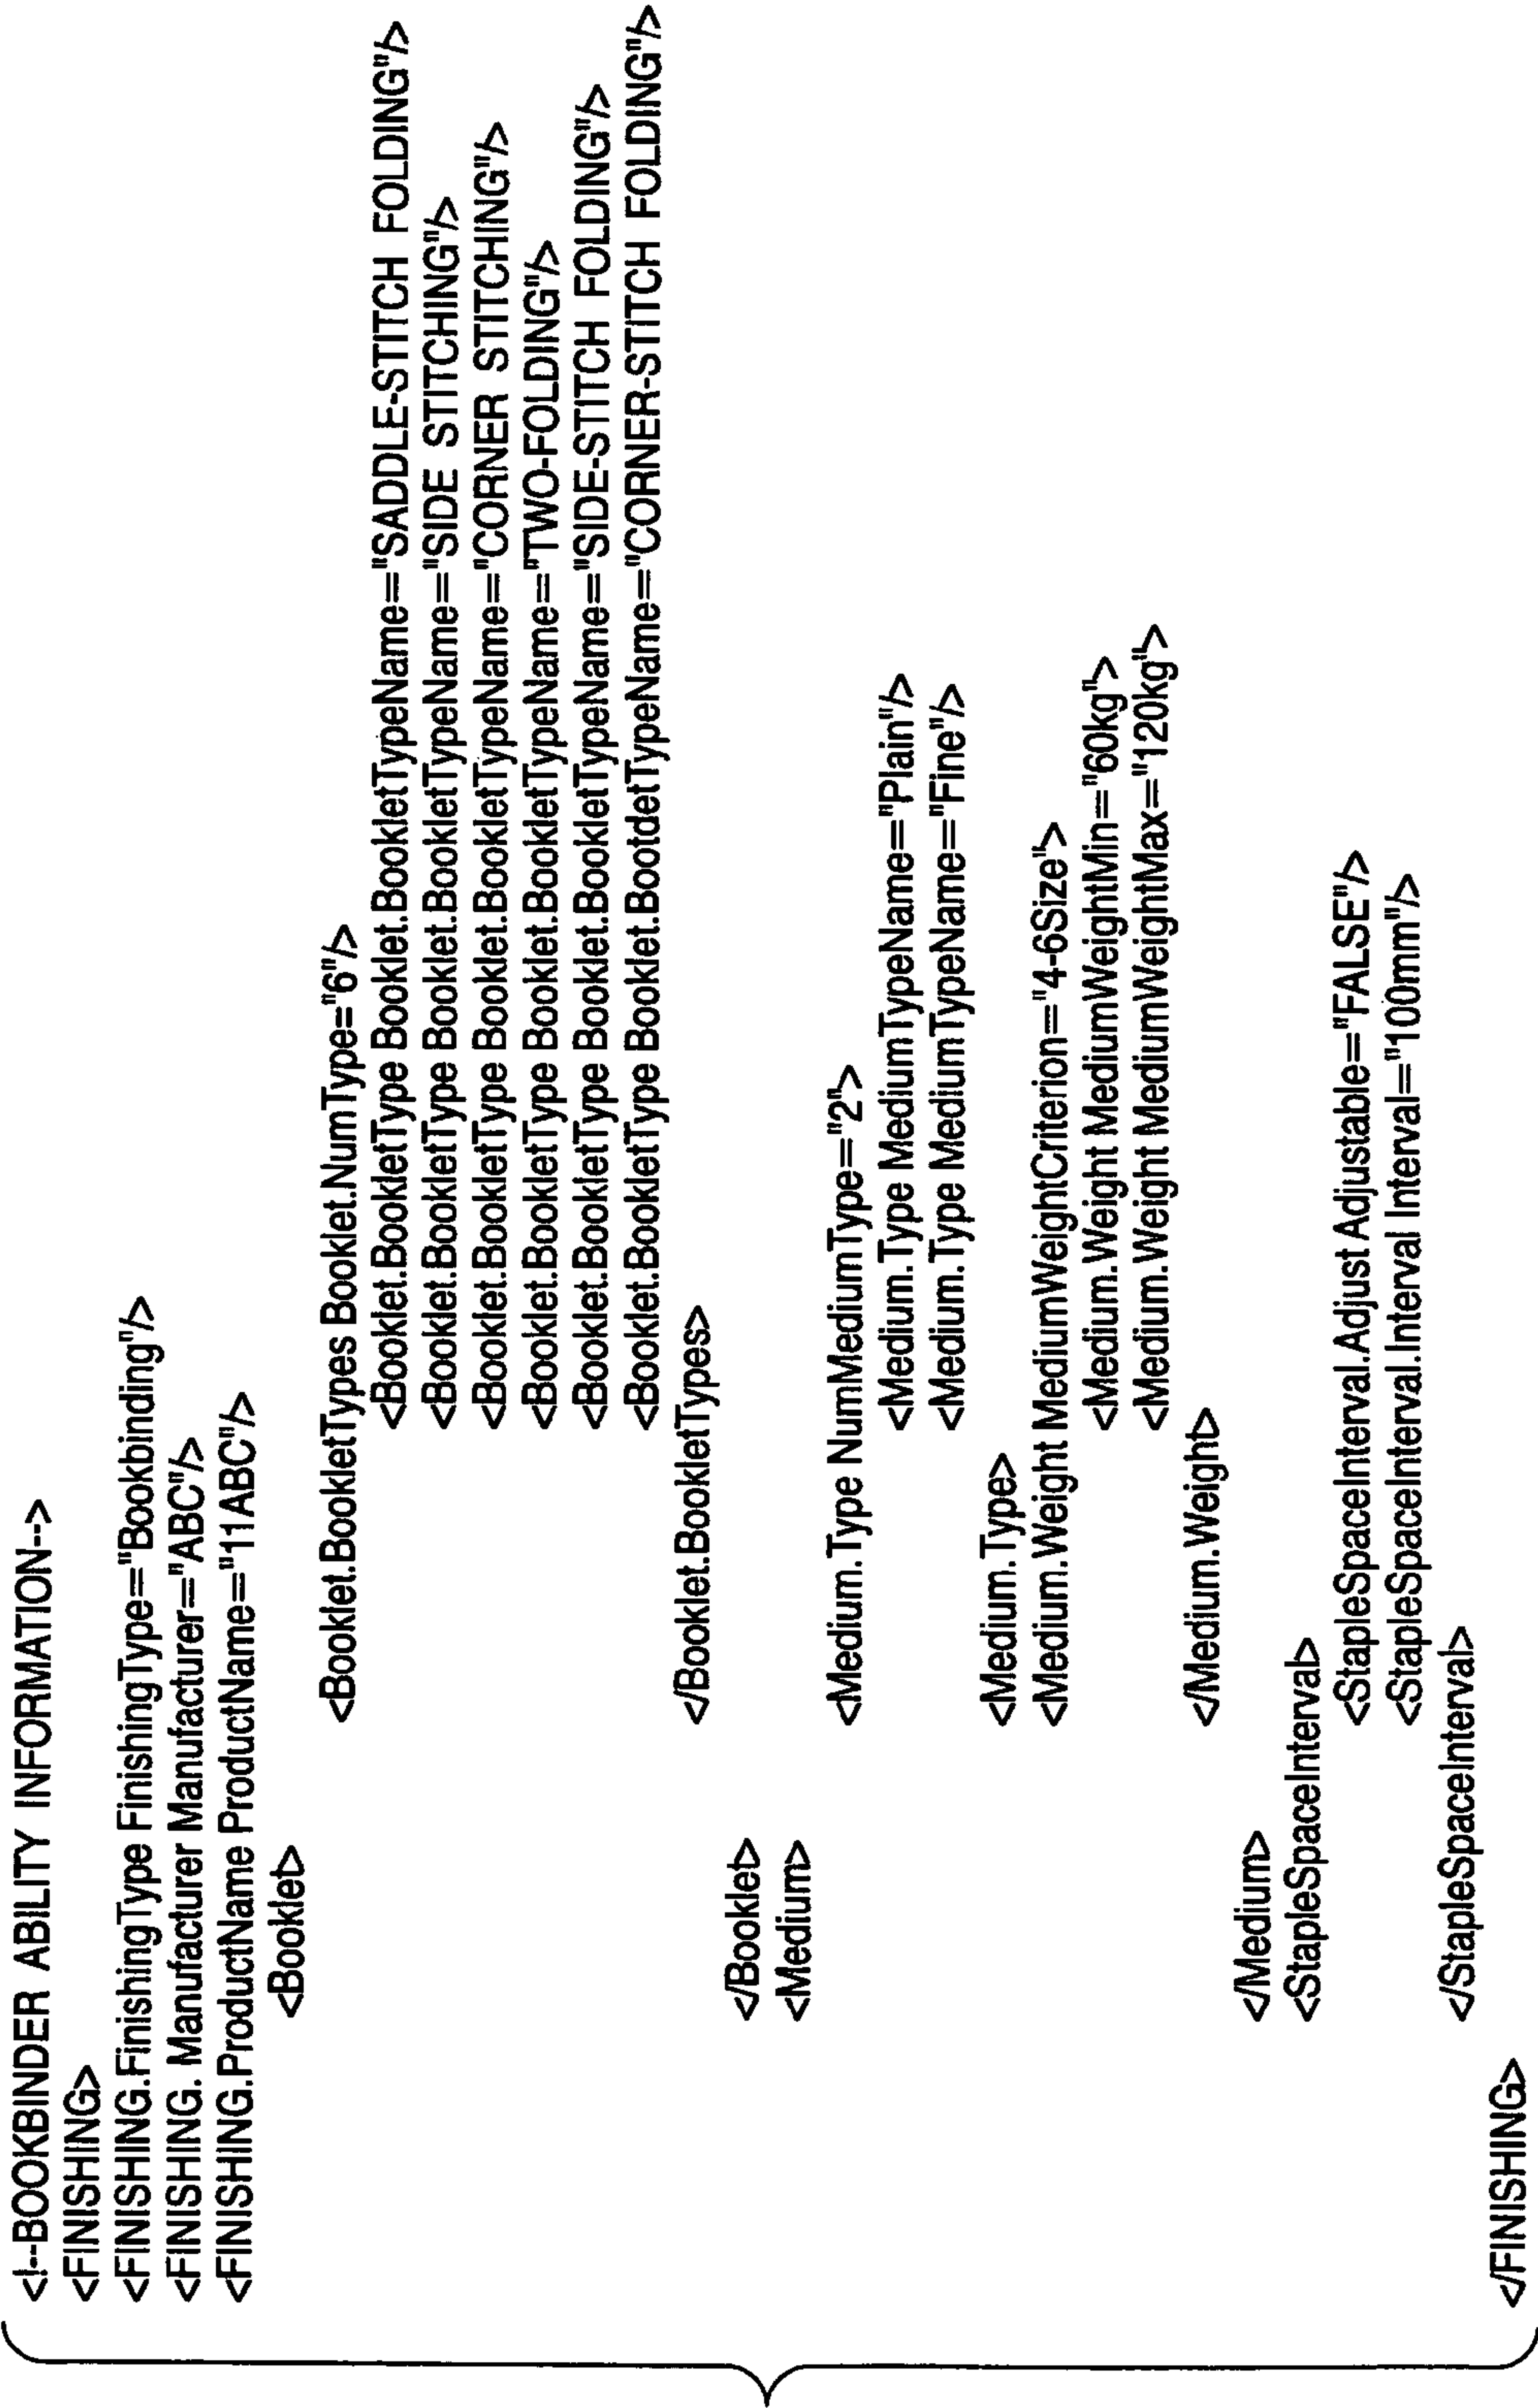 <!--BOOKBINDER ABILITY INFORMATION-->
<FINISHING>
<FINISHING.FinishingType FinishingType="Bookbinding"/>
<FINISHING. Manufacturer Manufacturer="ABC"/>
<FINISHING.ProductName ProductName="11ABC"/>
<Booklet>
<Booklet.BookletTypes Booklet.NumType="6"/>
<Booklet.BookletType Booklet.BookletTypeName="SADDLE-STITCH FOLDING"/>
<Booklet.BookletType Booklet.BookletTypeName="SIDE STITCHING"/>
<Booklet.BookletType Booklet.BookletTypeName="CORNER STITCHING"/>
<Booklet.BookletType Booklet.BookletTypeName="TWO-FOLDING"/>
<Booklet.BookletType Booklet.BookletTypeName="SIDE-STITCH FOLDING"/>
<Booklet.BookletType Booklet.BootdetTypeName="CORNER-STITCH FOLDING"/>
</Booklet.BookletTypes>
</Booklet>
<Medium>
<Medium.Type NumMediumType="2">
<Medium.Type MediumTypeName="Plain"/>
<Medium.Type MediumTypeName="Fine"/>
<Medium.Type>
<Medium.Weight MediumWeightCriterion="4-6Size">
<Medium.Weight MediumWeightMin="60kg">
<Medium.Weight MediumWeightMax="120kg">
</Medium.Weight>
</Medium>
<StapleSpaceInterval>
<StapleSpaceInterval.Adjust Adjustable="FALSE"/>
<StapleSpaceInterval.Interval Interval="100mm"/>
</StapleSpaceInterval>
</FINISHING>